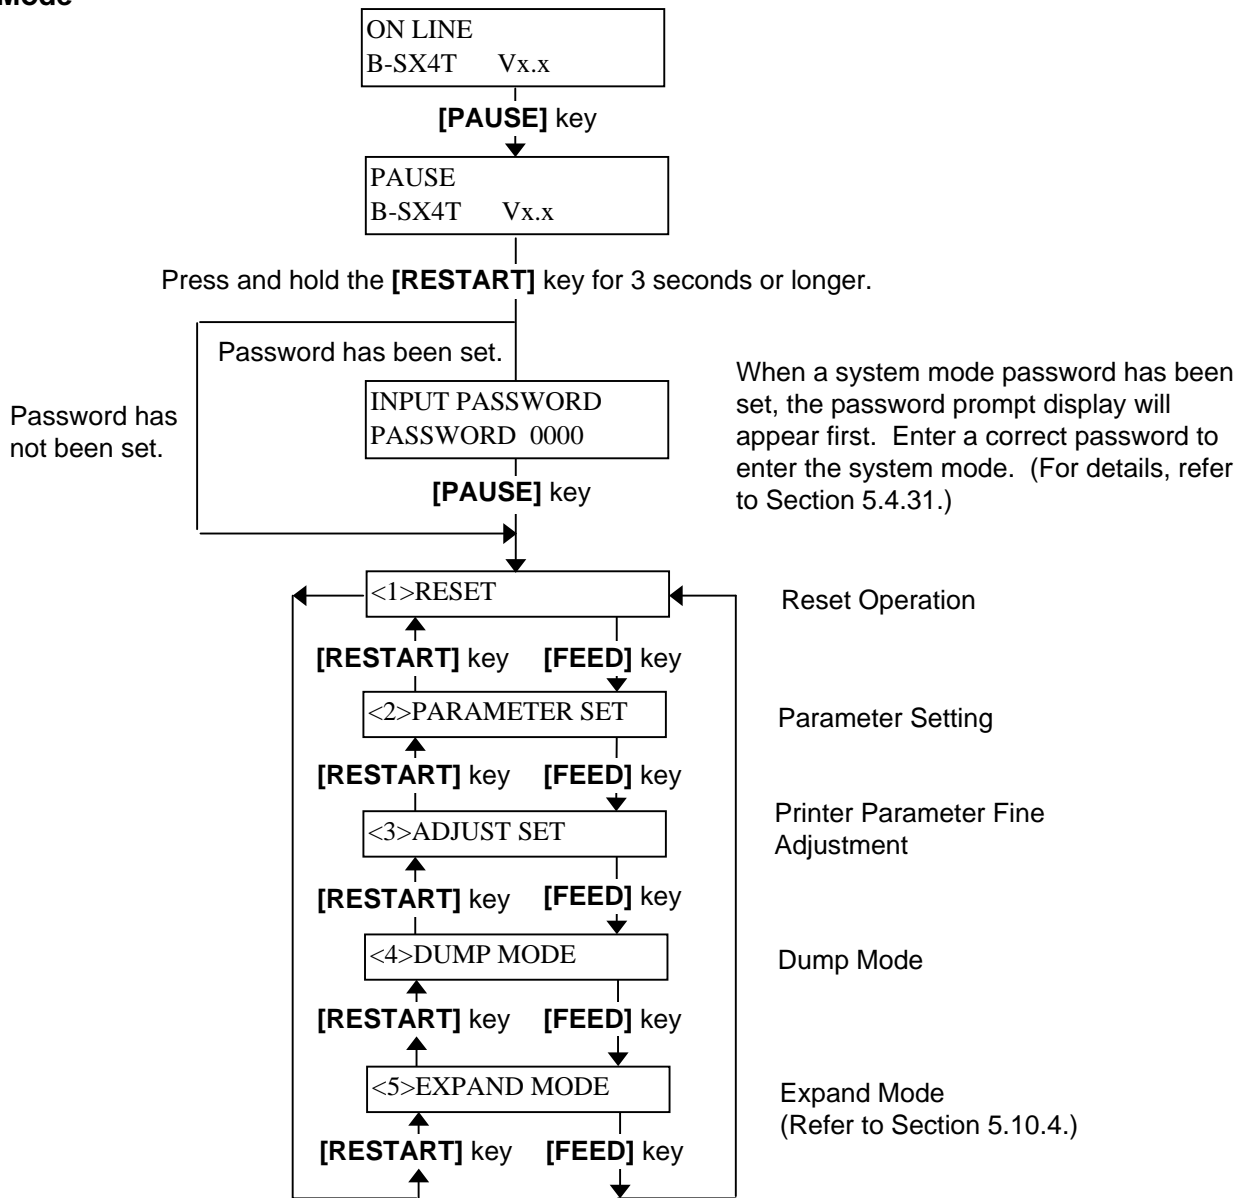 Mode
ON LINE
B-SX4T Vx.x
[PAUSE] key
PAUSE
B-SX4T Vx.x
Press and hold the [RESTART] key for 3 seconds or longer.
Password has been set.
Password has
not been set.
INPUT PASSWORD
PASSWORD 0000
When a system mode password has been
set, the password prompt display will
appear first. Enter a correct password to
enter the system mode. (For details, refer
to Section 5.4.31.)
[PAUSE] key
<1>RESET
Reset Operation
[RESTART] key [FEED] key
<2>PARAMETER SET
Parameter Setting
[RESTART] key [FEED] key
<3>ADJUST SET
Printer Parameter Fine
Adjustment
[RESTART] key [FEED] key
<4>DUMP MODE
Dump Mode
[RESTART] key [FEED] key
<5>EXPAND MODE
Expand Mode
(Refer to Section 5.10.4.)
[RESTART] key [FEED] key